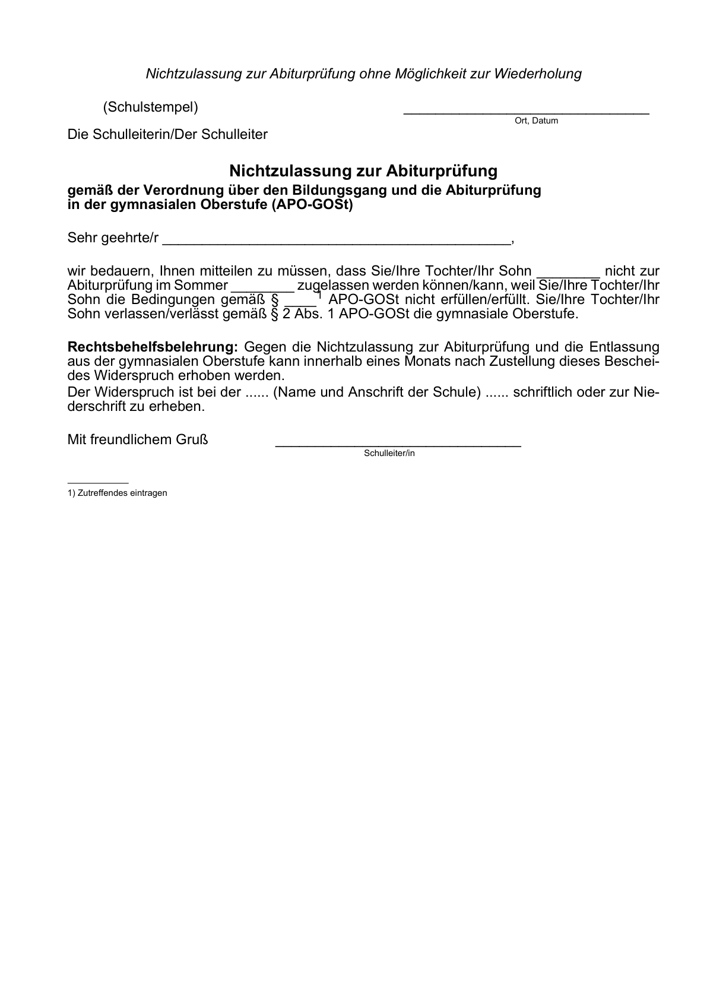 Nichtzulassung zur Abiturprüfung ohne Möglichkeit zur Wiederholung
(Schulstempel) _______________________________
Ort, Datum
Die Schulleiterin/Der Schulleiter
Nichtzulassung zur Abiturprüfung
gemäß der Verordnung über den Bildungsgang und die Abiturprüfung
in der gymnasialen Oberstufe (APO-GOSt)
Sehr geehrte/r ____________________________________________,
wir bedauern, Ihnen mitteilen zu müssen, dass Sie/Ihre Tochter/Ihr Sohn ________ nicht zur
Abiturprüfung im Sommer ________ zugelassen werden können/kann, weil Sie/Ihre Tochter/Ihr
Sohn die Bedingungen gemäß § ____1 APO-GOSt nicht erfüllen/erfüllt. Sie/Ihre Tochter/Ihr
Sohn verlassen/verlässt gemäß § 2 Abs. 1 APO-GOSt die gymnasiale Oberstufe.
Rechtsbehelfsbelehrung: Gegen die Nichtzulassung zur Abiturprüfung und die Entlassung
aus der gymnasialen Oberstufe kann innerhalb eines Monats nach Zustellung dieses Beschei-
des Widerspruch erhoben werden.
Der Widerspruch ist bei der ...... (Name und Anschrift der Schule) ...... schriftlich oder zur Nie-
derschrift zu erheben.
Mit freundlichem Gruß _______________________________
Schulleiter/in
1) Zutreffendes eintragen